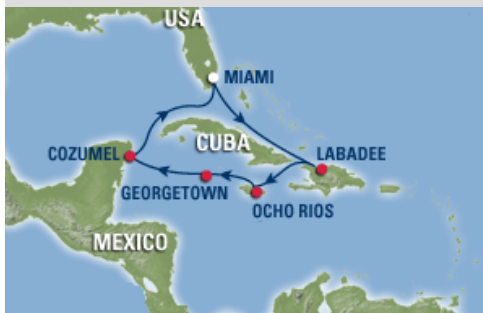 USA
MIAMI
CUBA
COZUMEL
LABADEE
GEORGETOWN
OCHO RIOS
MEXICO